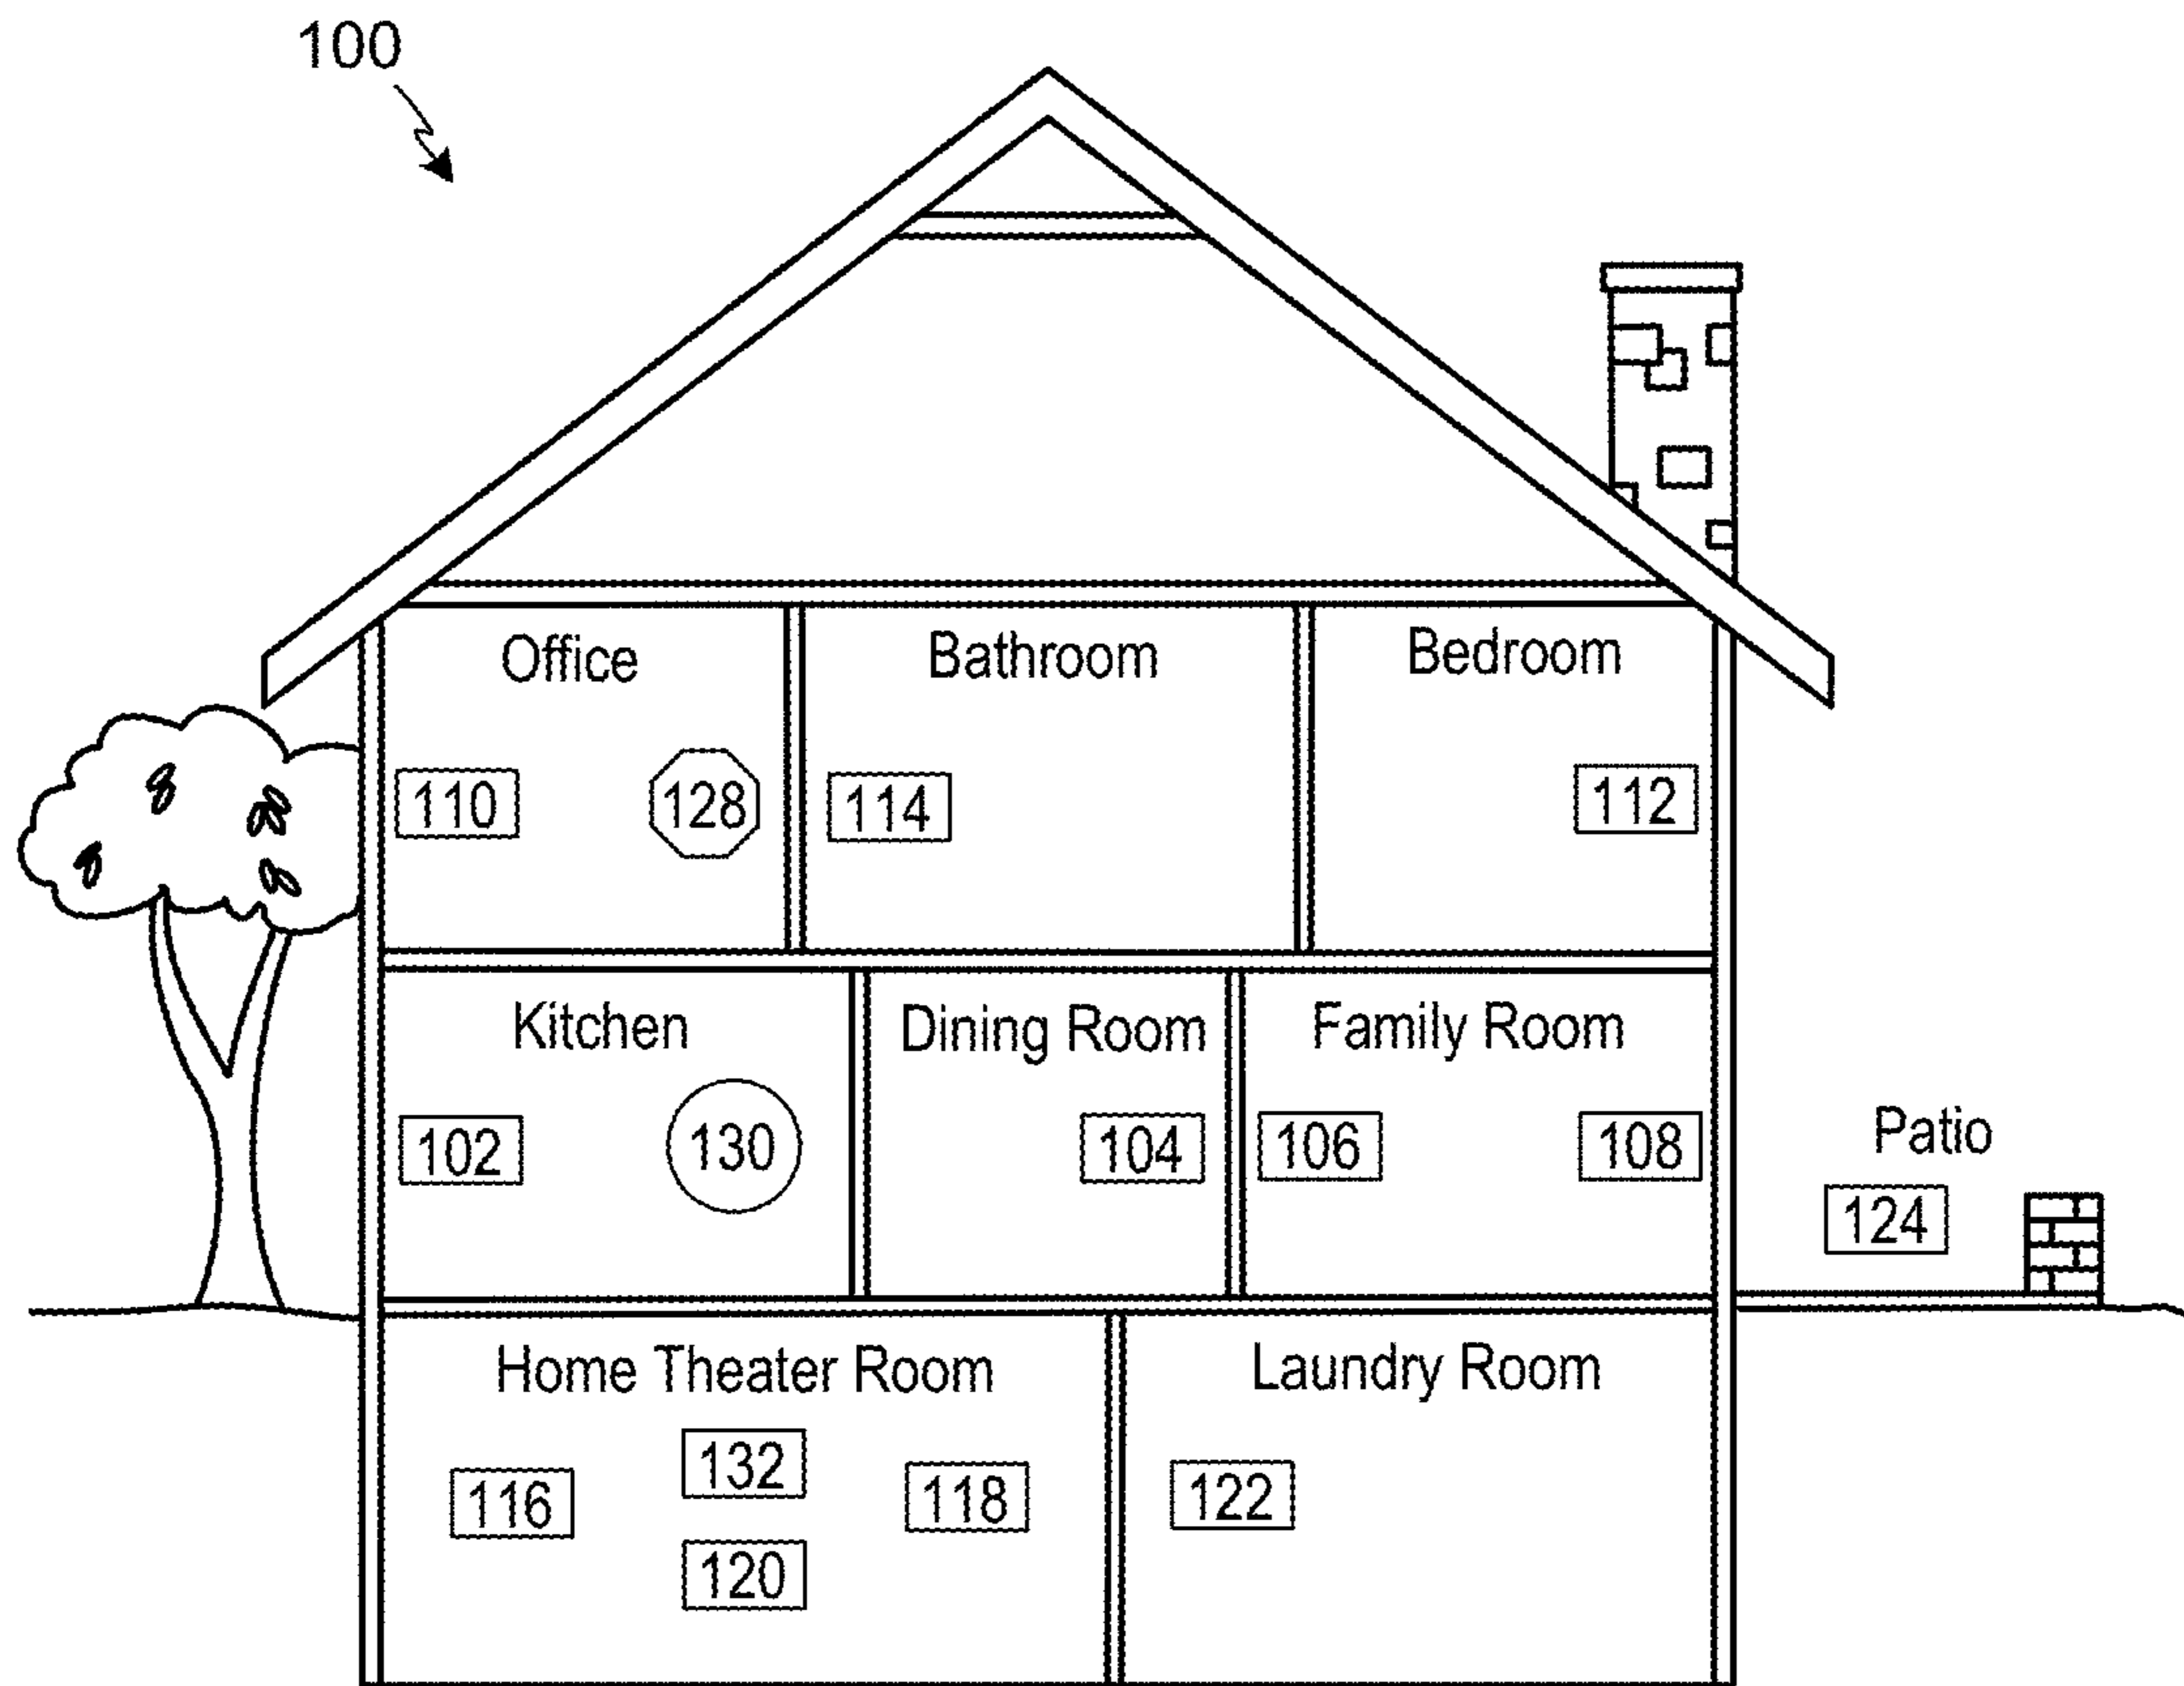 100
Office
Bathroom
Bedroom
110
128
114
112
Kitchen
Dining Room
Family Room
102
130
104
106
108
Patio
124
Home Theater Room
Laundry Room
116
132
118
120
122